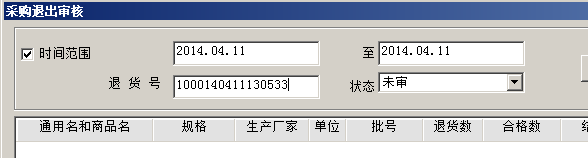 采购退出审核
时间范围 2014.04.11 至 2014.04.11
退 货 号 1000140411130533 状态 未审
通用名和商品名 规格 生产厂家 单位 批号 退货数 合格数